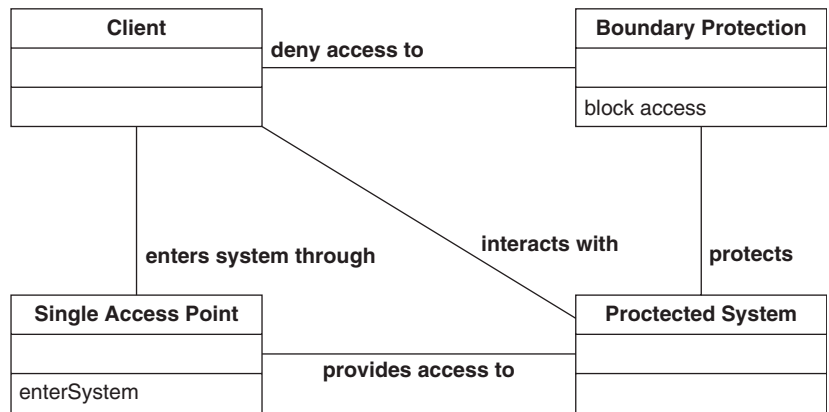 Client
Boundary Protection
deny access to
block access
enters system through
interacts with
protects
Single Access Point
Proctected System
provides access to
enterSystem